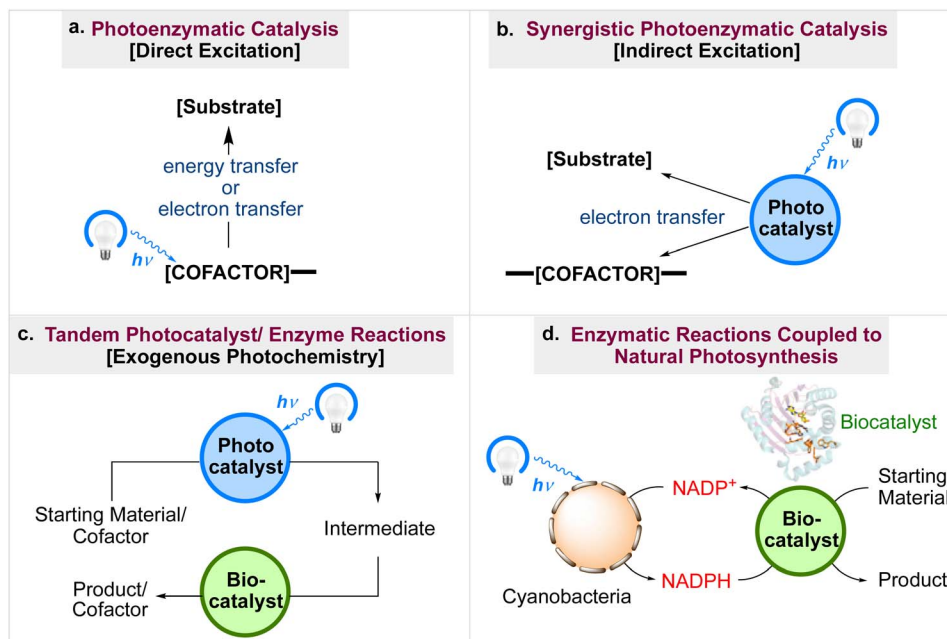 a. Photoenzymatic Catalysis
[Direct Excitation]
[Substrate]
energy transfer
or
electron transfer
hν
[COFACTOR]
b. Synergistic Photoenzymatic Catalysis
[Indirect Excitation]
hν
[Substrate]
Photo
catalyst
electron transfer
[COFACTOR]
c. Tandem Photocatalyst/ Enzyme Reactions
[Exogenous Photochemistry]
hν
Photo
catalyst
Starting Material/
Cofactor
Intermediate
Product/
Cofactor
Bio-
catalyst
d. Enzymatic Reactions Coupled to
Natural Photosynthesis
Biocatalyst
hν
NADP+
Starting
Material
Bio-
catalyst
NADPH
Product
Cyanobacteria